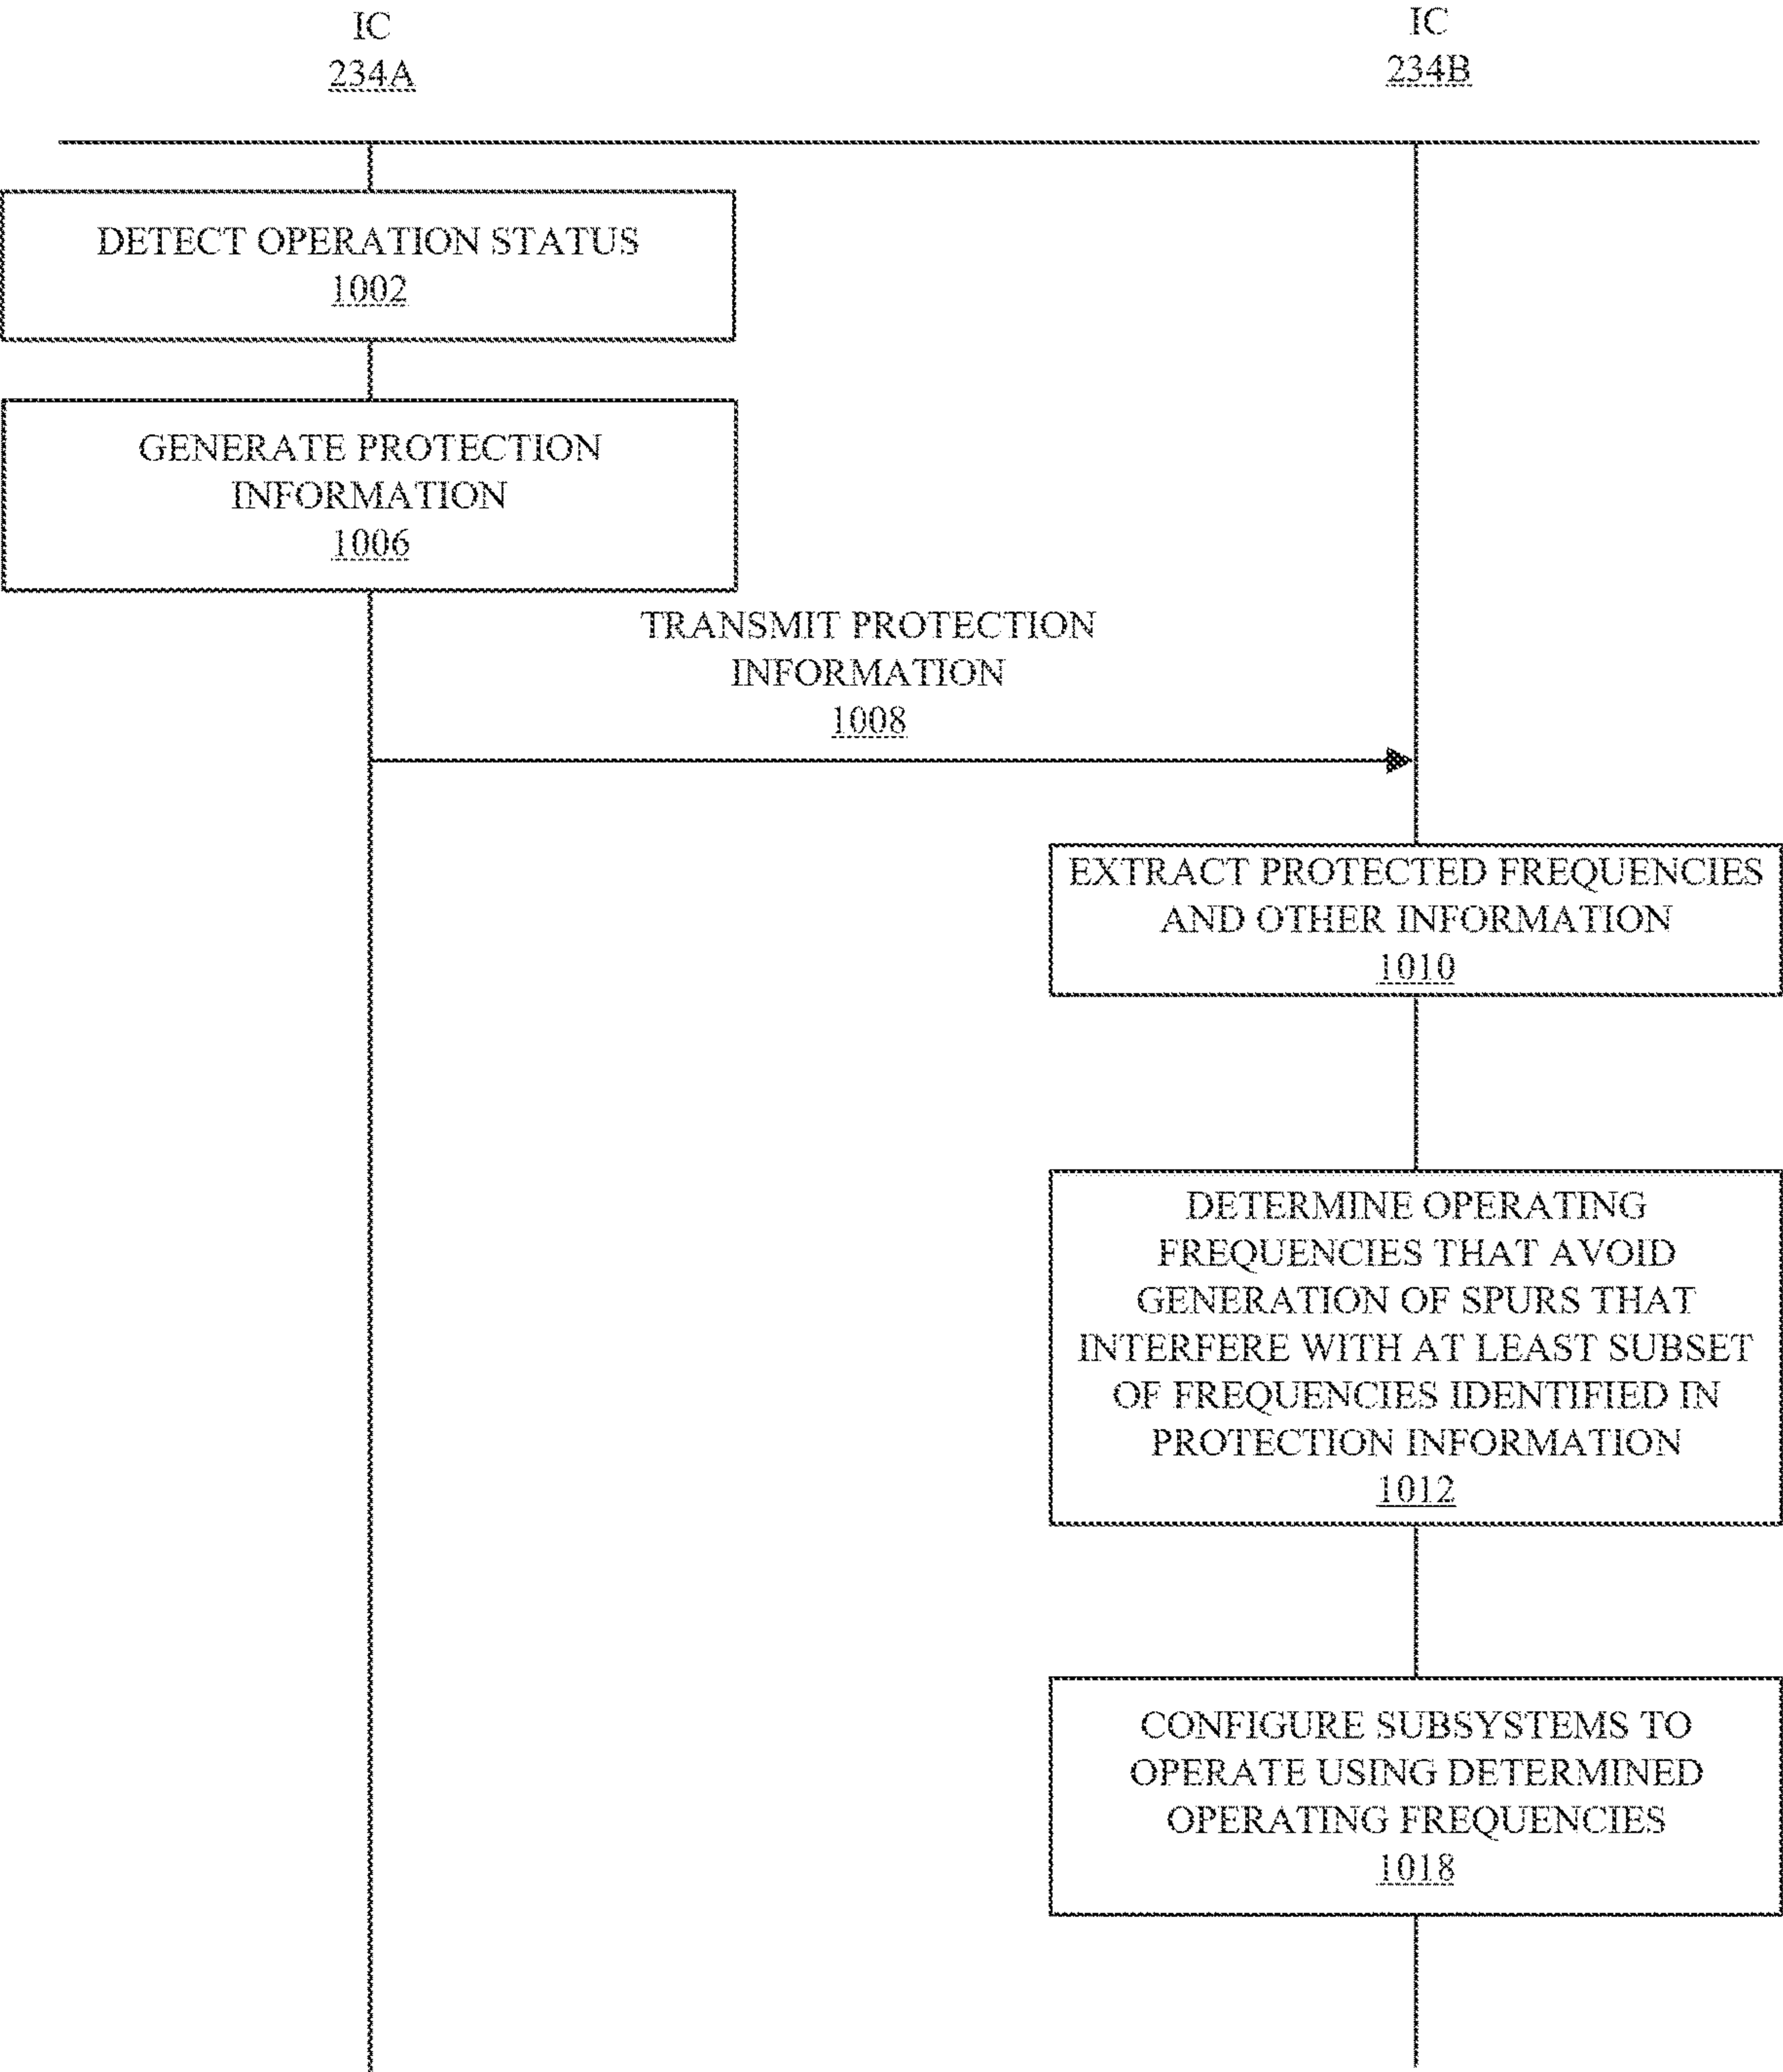 IC
234A
IC
234B
DETECT OPERATION STATUS
1002
GENERATE PROTECTION
INFORMATION
1006
TRANSMIT PROTECTION
INFORMATION
1008
EXTRACT PROTECTED FREQUENCIES
AND OTHER INFORMATION
1010
DETERMINE OPERATING
FREQUENCIES THAT AVOID
GENERATION OF SPURS THAT
INTERFERE WITH AT LEAST SUBSET
OF FREQUENCIES IDENTIFIED IN
PROTECTION INFORMATION
1012
CONFIGURE SUBSYSTEMS TO
OPERATE USING DETERMINED
OPERATING FREQUENCIES
1018